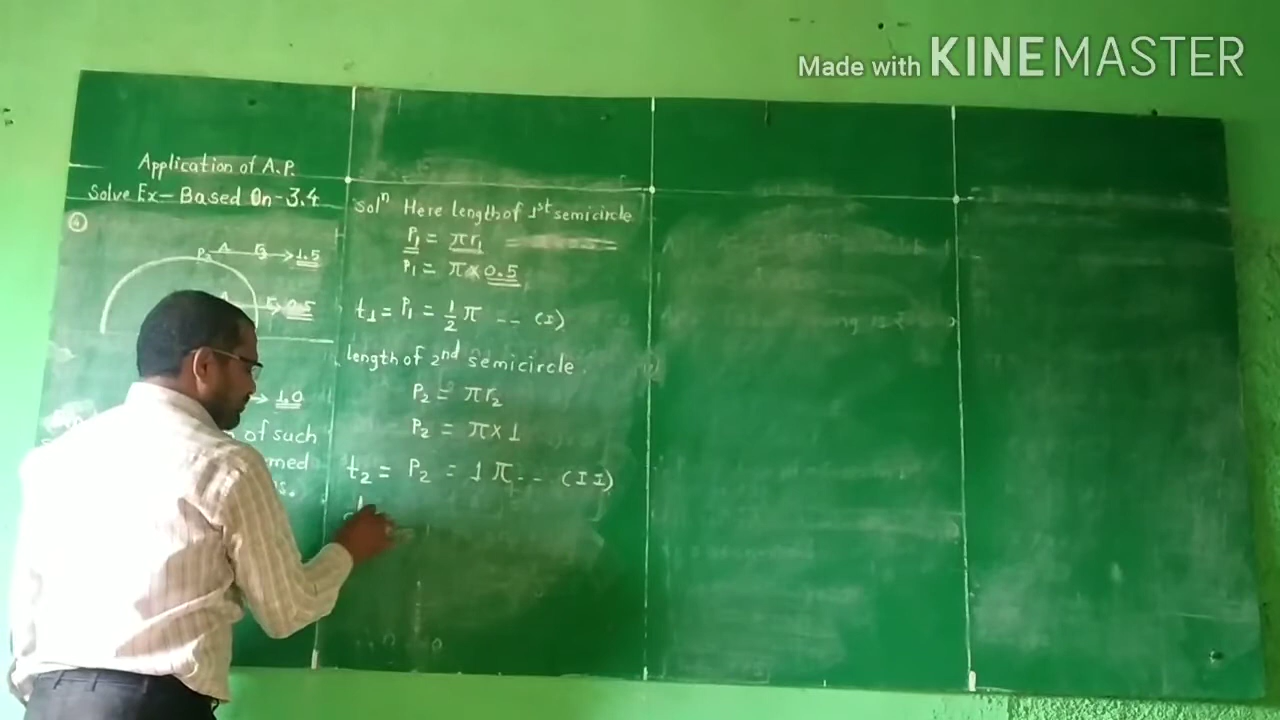 Made with KINEMASTER
Application of A.P.
Solve Ex- Based On-3.4
4
P3 A r3 1.5
A 0.5
1.0
of such
Solⁿ Here length of 1st semicircle
P1 = πr1
P1 = π × 0.5
t1 = P1 = 1/2 π -- (I)
length of 2nd semicircle.
P2 = πr2
P2 = π×1
t2 = P2 = 1π -- (II)